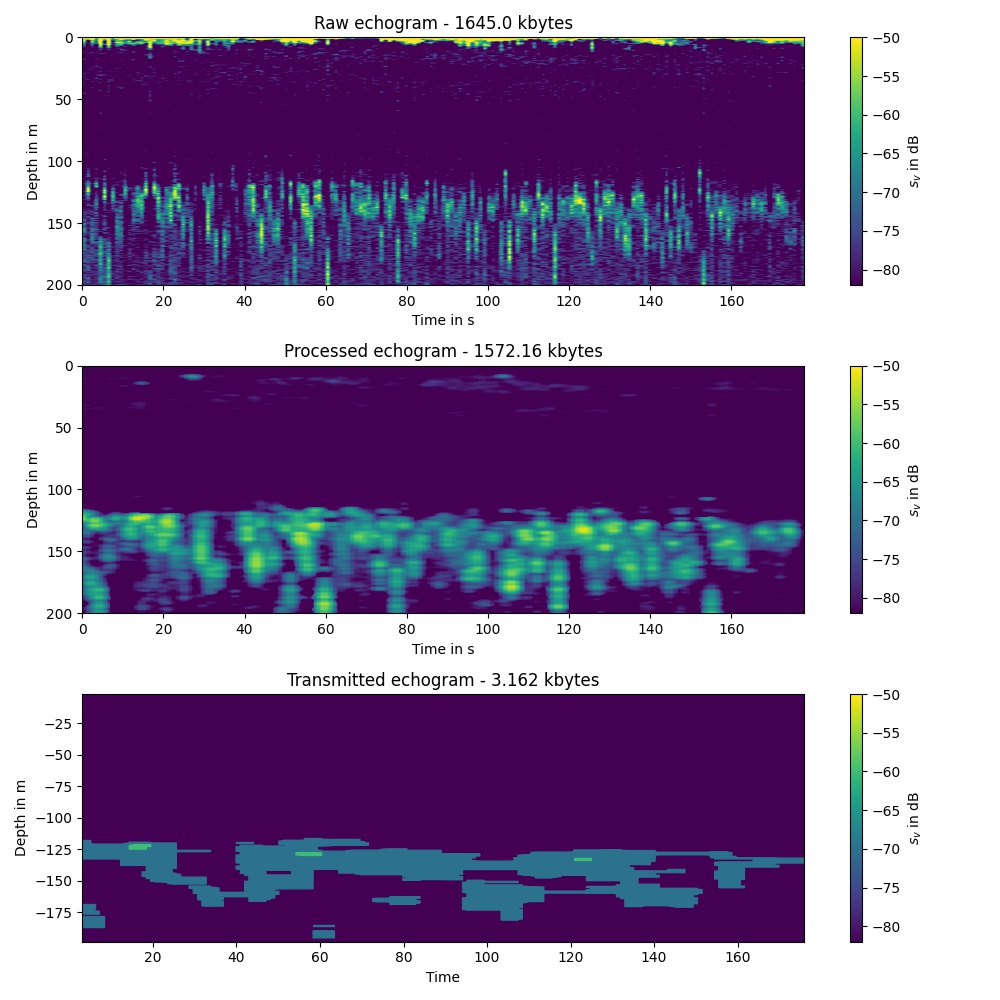 Raw echogram - 1645.0 kbytes
0
50
100
150
200
Depth in m
0 20 40 60 80 100 120 140 160
Time in s
−50
−55
−60
−65
−70
−75
−80
sᵥ in dB
Processed echogram - 1572.16 kbytes
0
50
100
150
200
Depth in m
0 20 40 60 80 100 120 140 160
Time in s
−50
−55
−60
−65
−70
−75
−80
sᵥ in dB
Transmitted echogram - 3.162 kbytes
−25
−50
−75
−100
−125
−150
−175
Depth in m
20 40 60 80 100 120 140 160
Time
−50
−55
−60
−65
−70
−75
−80
sᵥ in dB